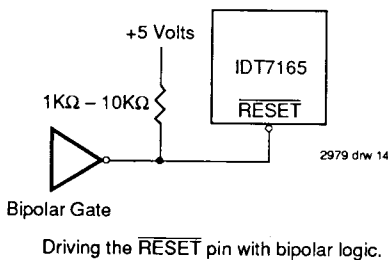 +5 Volts
IDT7165
1KΩ – 10KΩ
RESET
2979 drw 14
Bipolar Gate
Driving the RESET pin with bipolar logic.